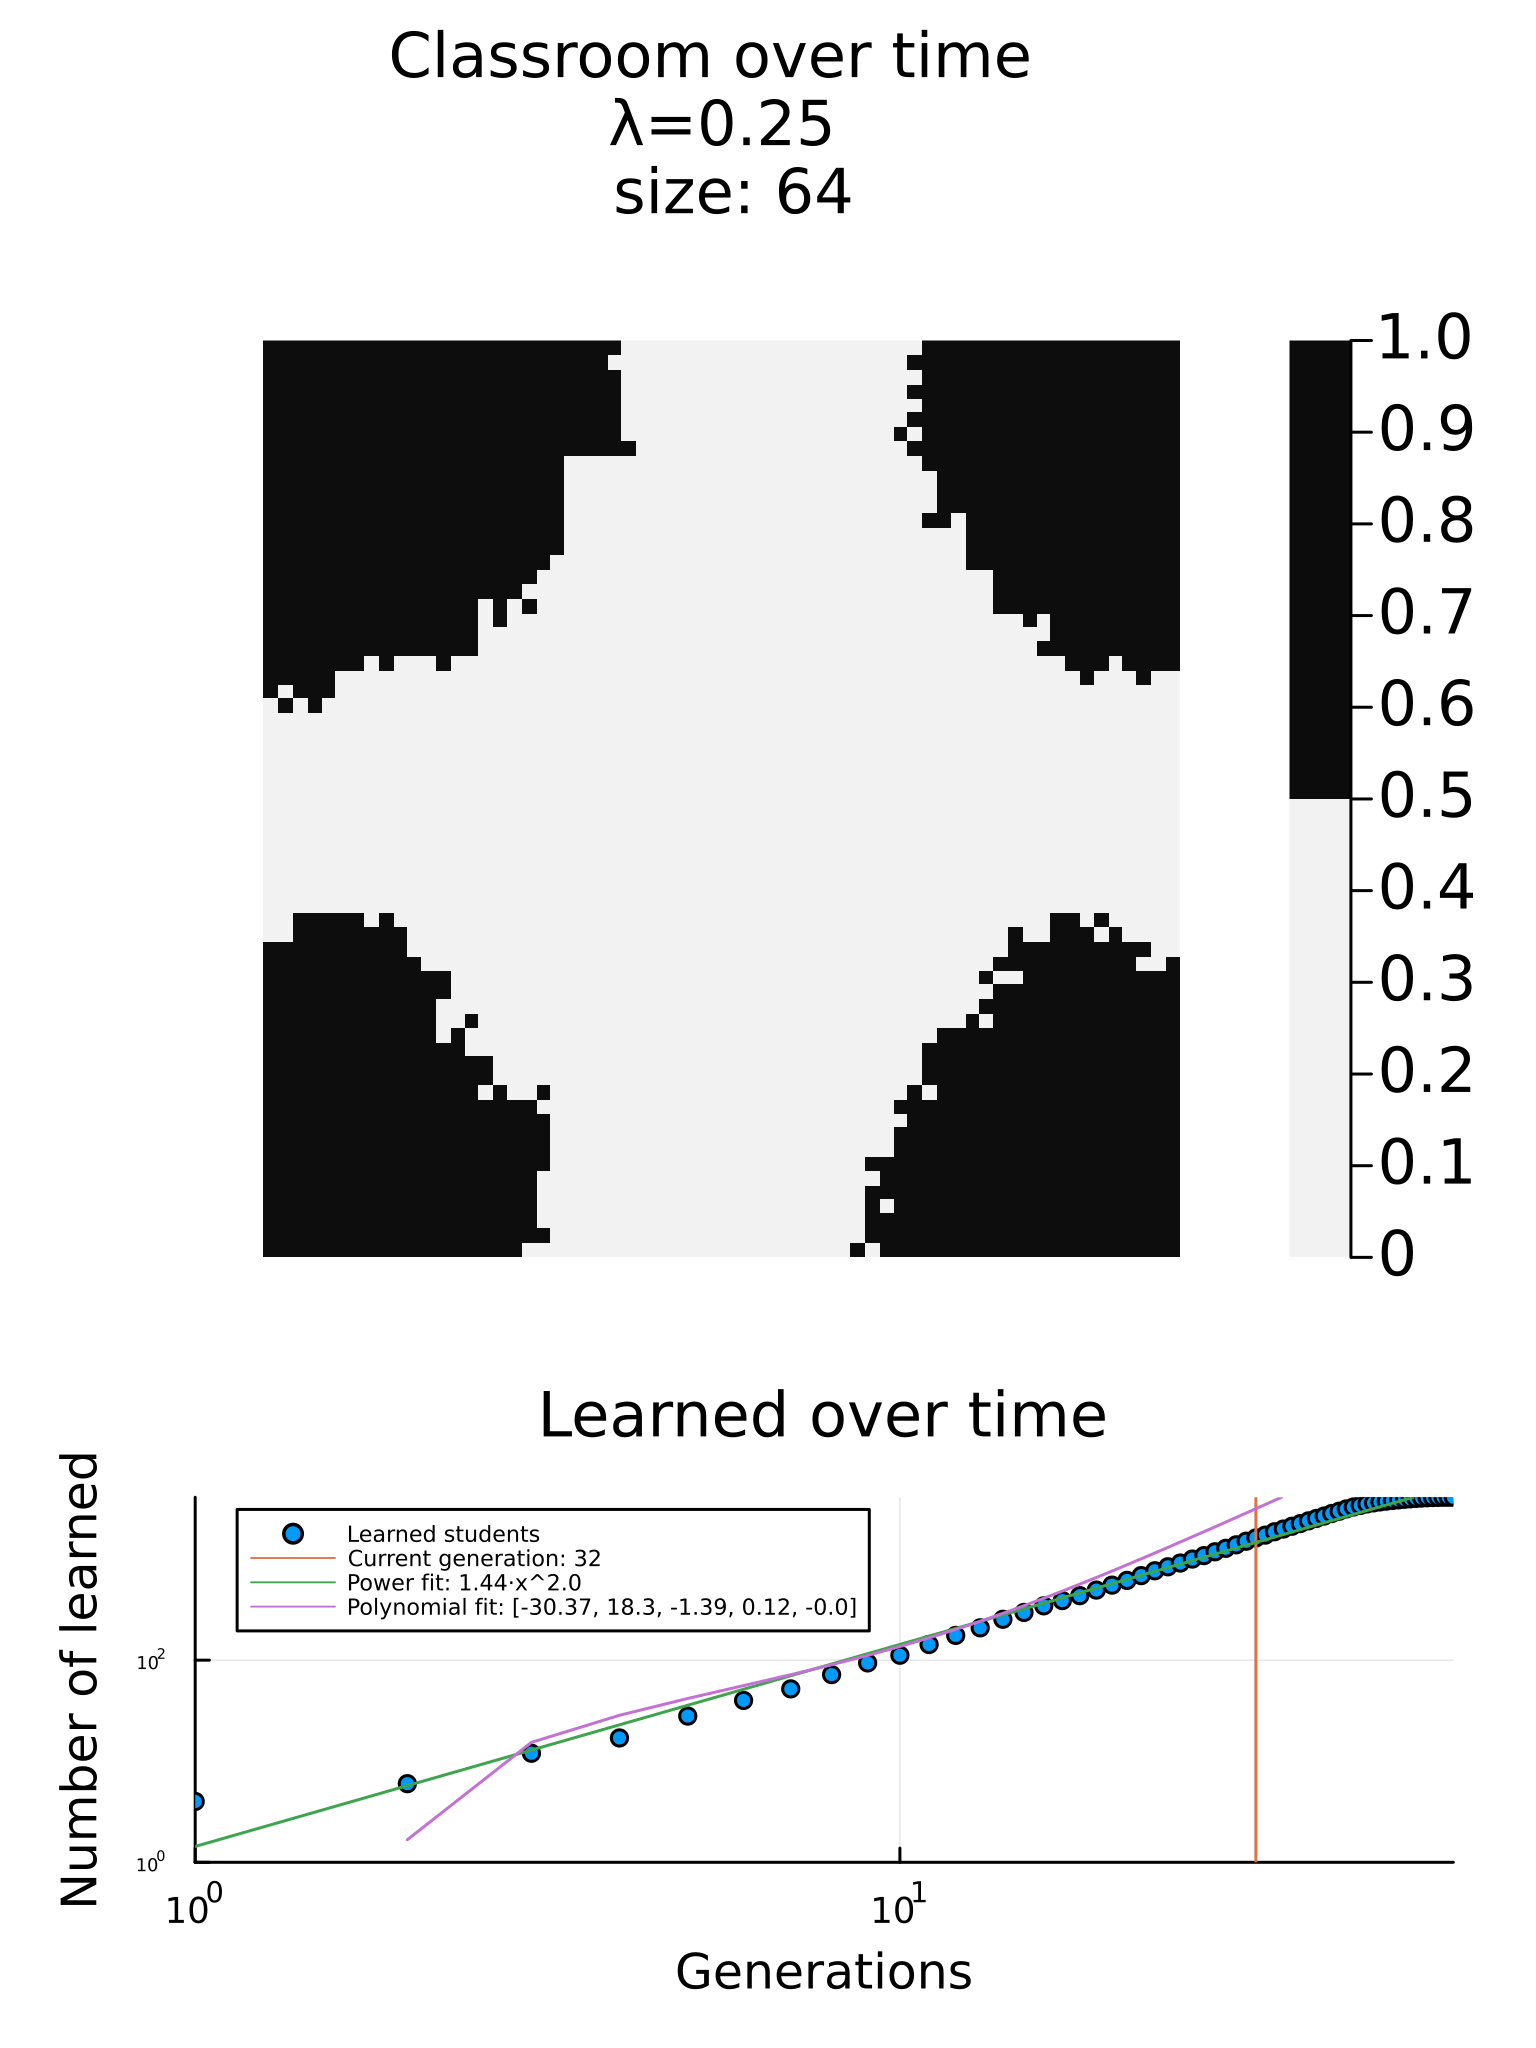 Classroom over time
λ=0.25
size: 64
1.0
0.9
0.8
0.7
0.6
0.5
0.4
0.3
0.2
0.1
0
Learned over time
Number of learned
Learned students
Current generation: 32
Power fit: 1.44·x^2.0
Polynomial fit: [-30.37, 18.3, -1.39, 0.12, -0.0]
10²
10⁰
10⁰ 10¹
Generations